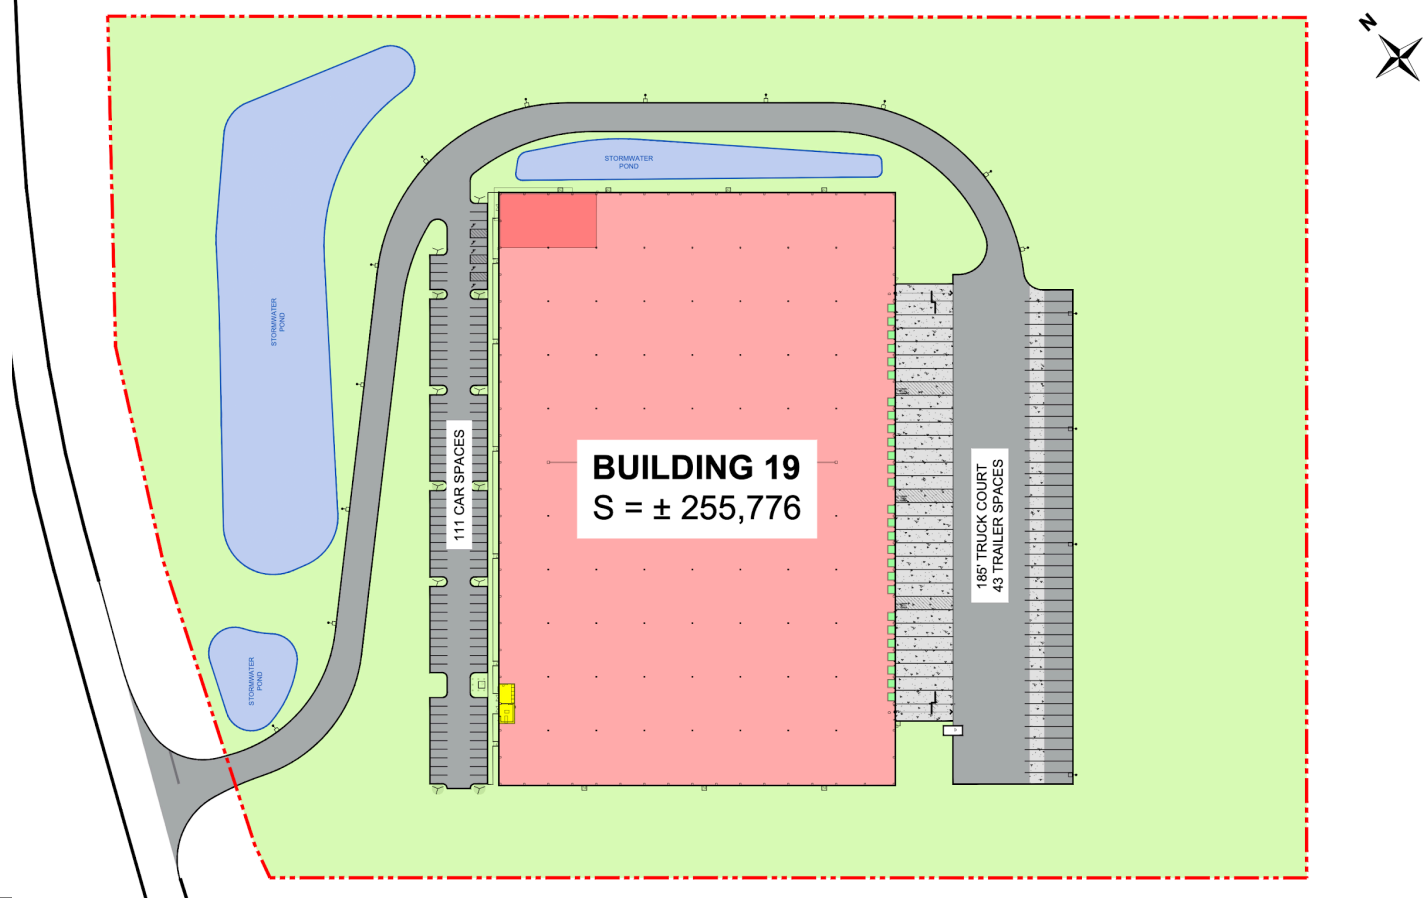 N
STORMWATER
POND
STORMWATER
POND
BUILDING 19
S = ± 255,776
111 CAR SPACES
185' TRUCK COURT
43 TRAILER SPACES
STORMWATER
POND